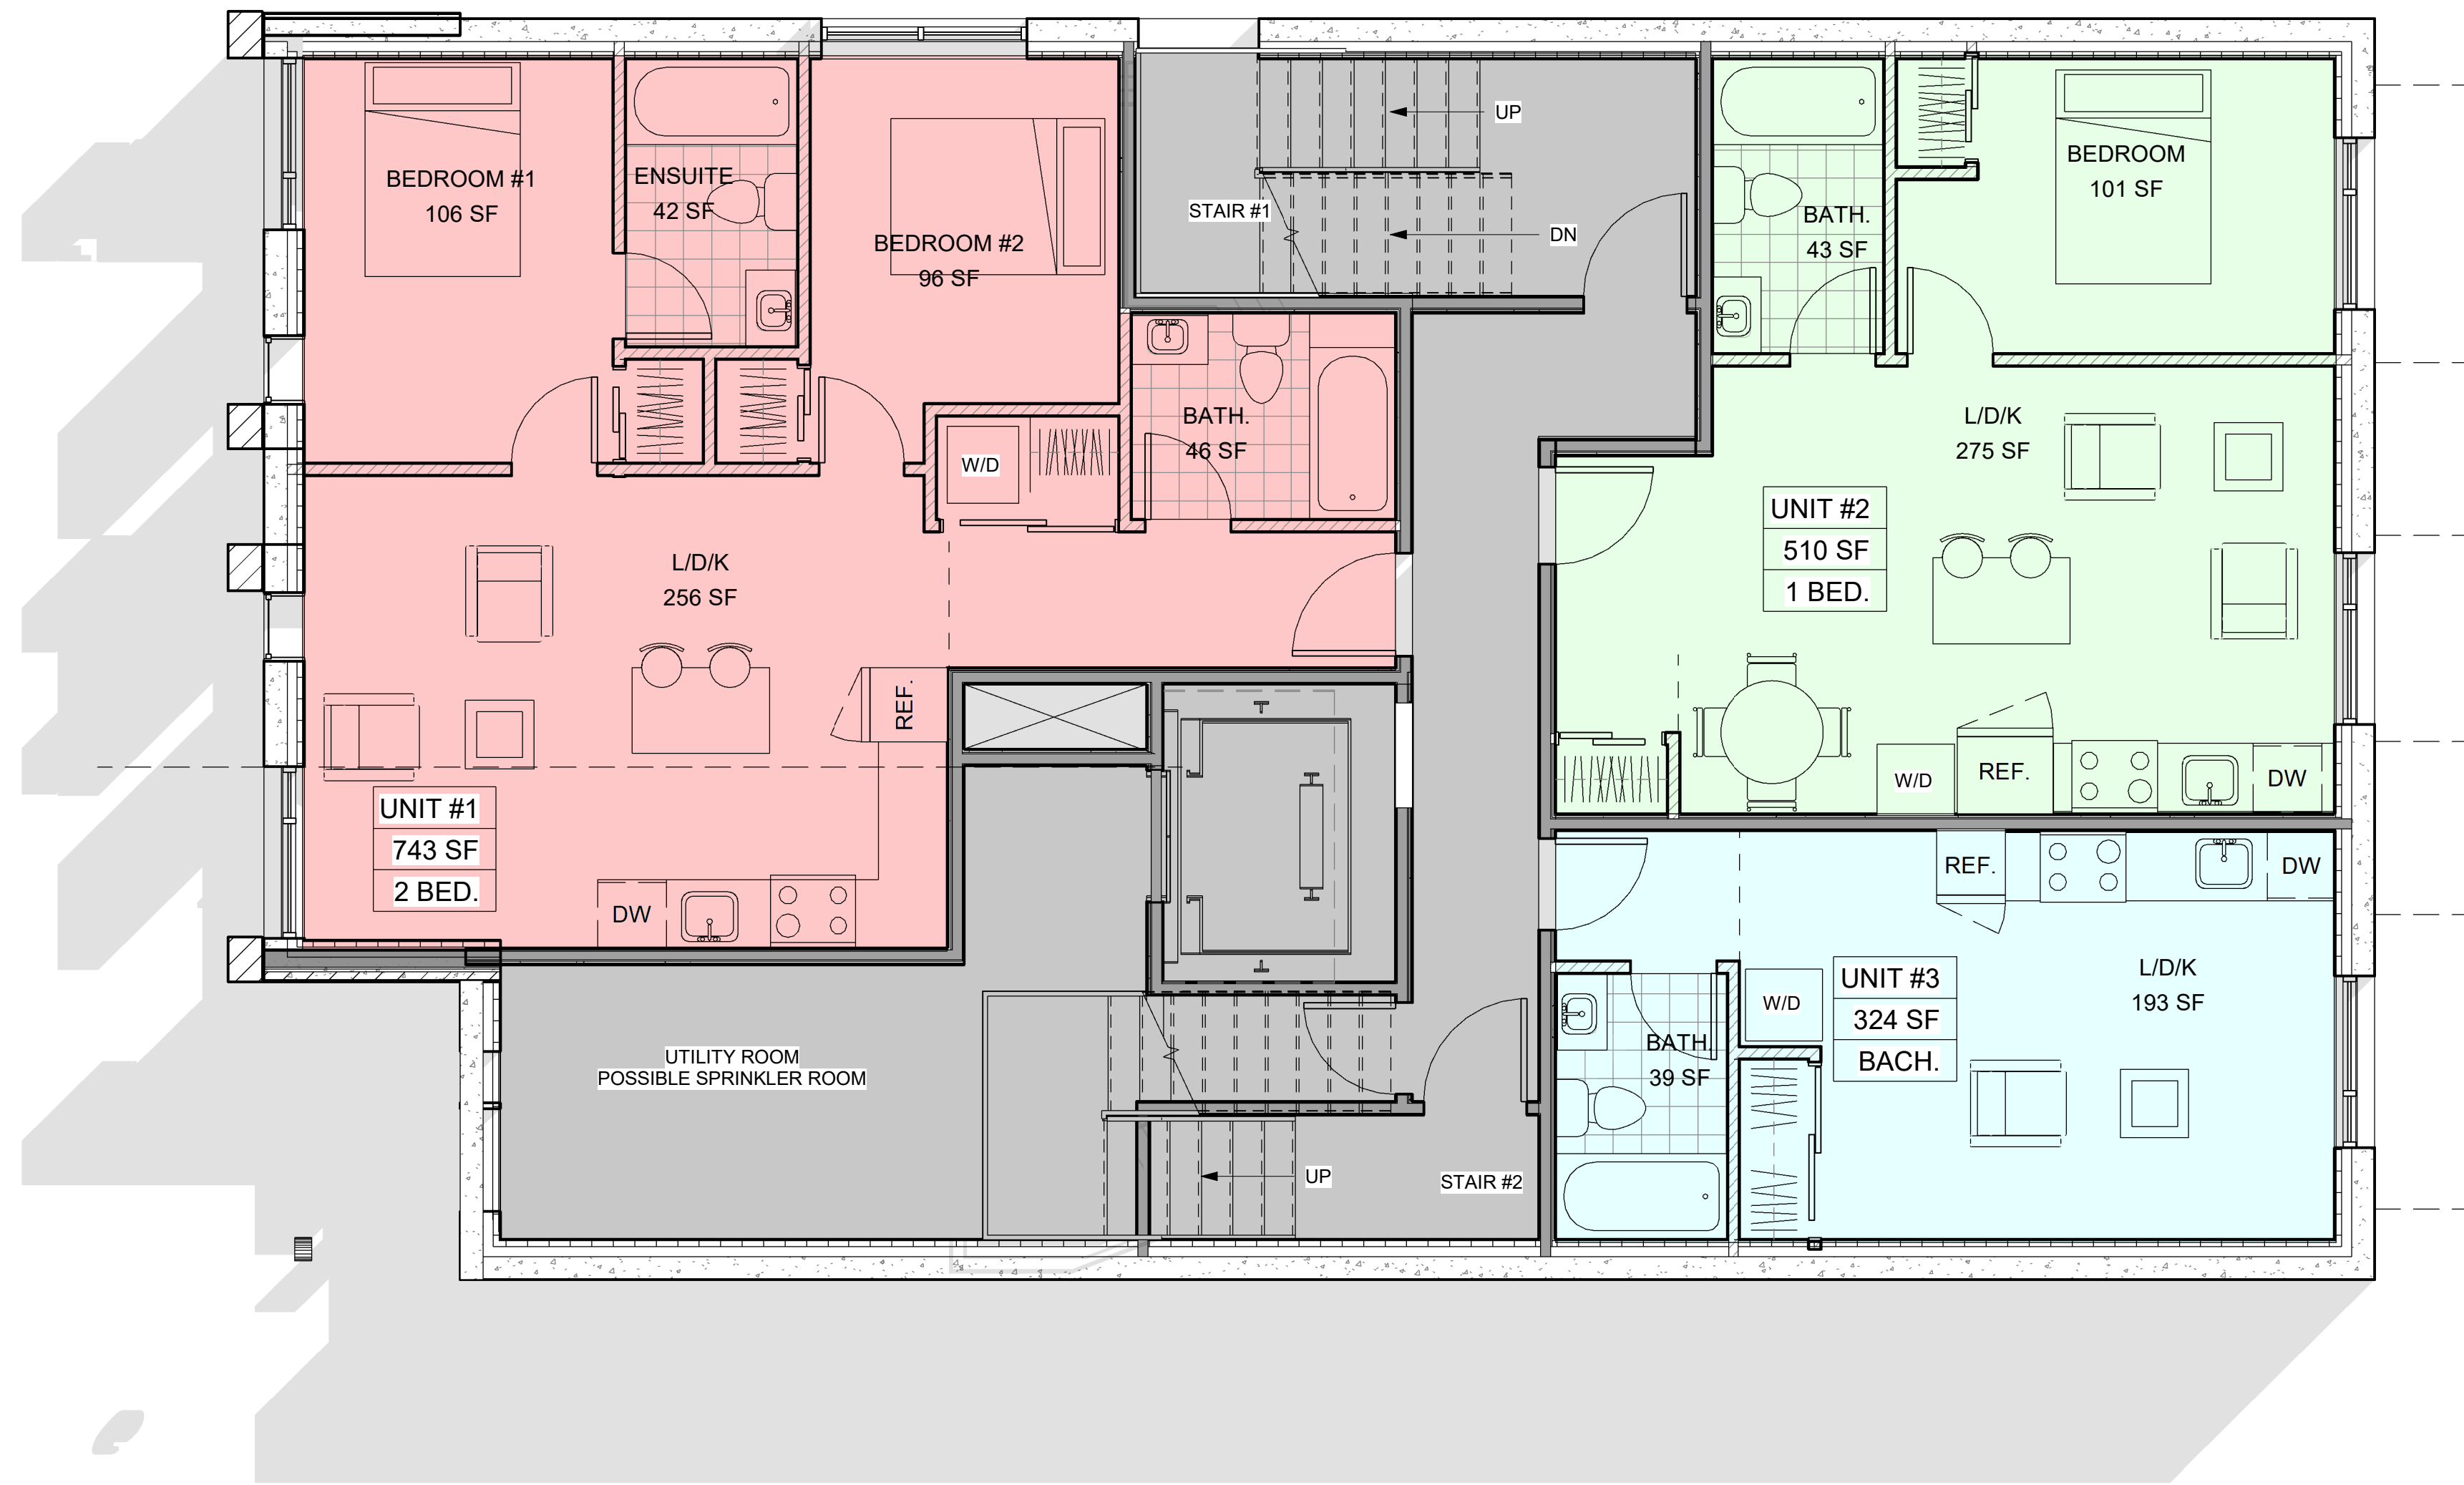 BEDROOM #1
106 SF
ENSUITE
42 SF
BEDROOM #2
96 SF
UP
STAIR #1
DN
BATH.
43 SF
BEDROOM
101 SF
W/D
BATH.
46 SF
L/D/K
275 SF
UNIT #2
510 SF
1 BED.
L/D/K
256 SF
REF.
UNIT #1
743 SF
2 BED.
DW
W/D
REF.
DW
REF.
DW
UNIT #3
324 SF
BACH.
L/D/K
193 SF
W/D
BATH.
39 SF
UTILITY ROOM
POSSIBLE SPRINKLER ROOM
UP
STAIR #2